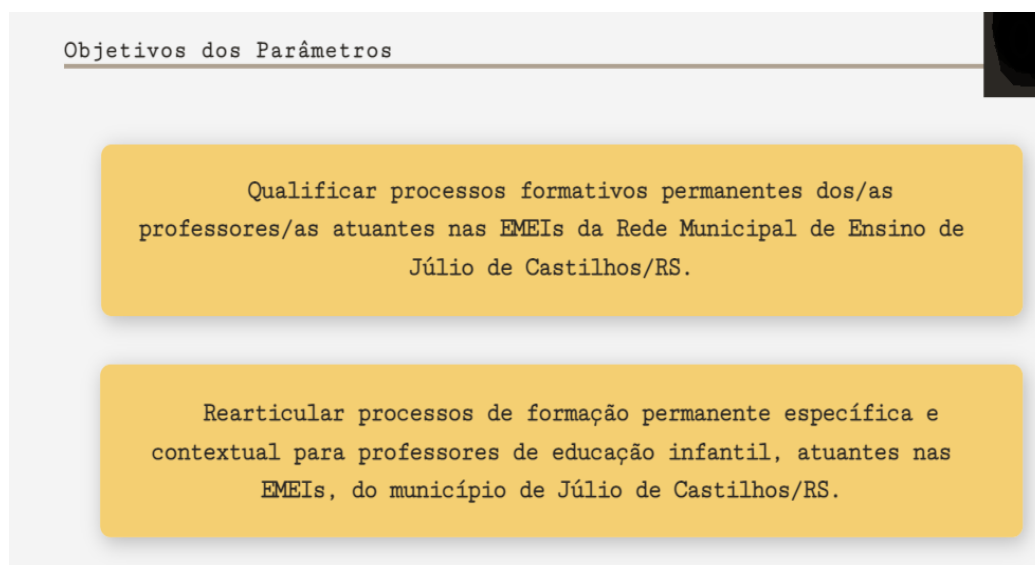 Objetivos dos Parâmetros
Qualificar processos formativos permanentes dos/as
professores/as atuantes nas EMEIs da Rede Municipal de Ensino de
Júlio de Castilhos/RS.
Rearticular processos de formação permanente específica e
contextual para professores de educação infantil, atuantes nas
EMEIs, do município de Júlio de Castilhos/RS.